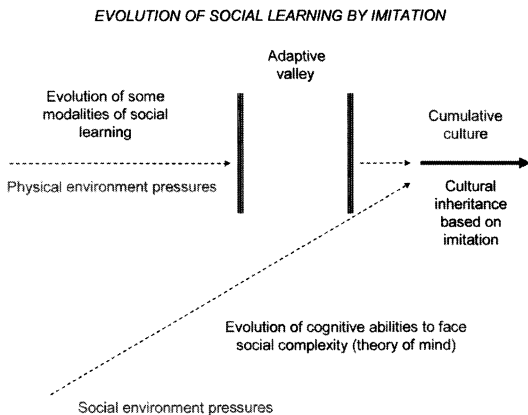 EVOLUTION OF SOCIAL LEARNING BY IMITATION
Adaptive
valley
Evolution of some
modalities of social
learning
Cumulative
culture
Physical environment pressures
Cultural
inheritance
based on
imitation
Evolution of cognitive abilities to face
social complexity (theory of mind)
Social environment pressures